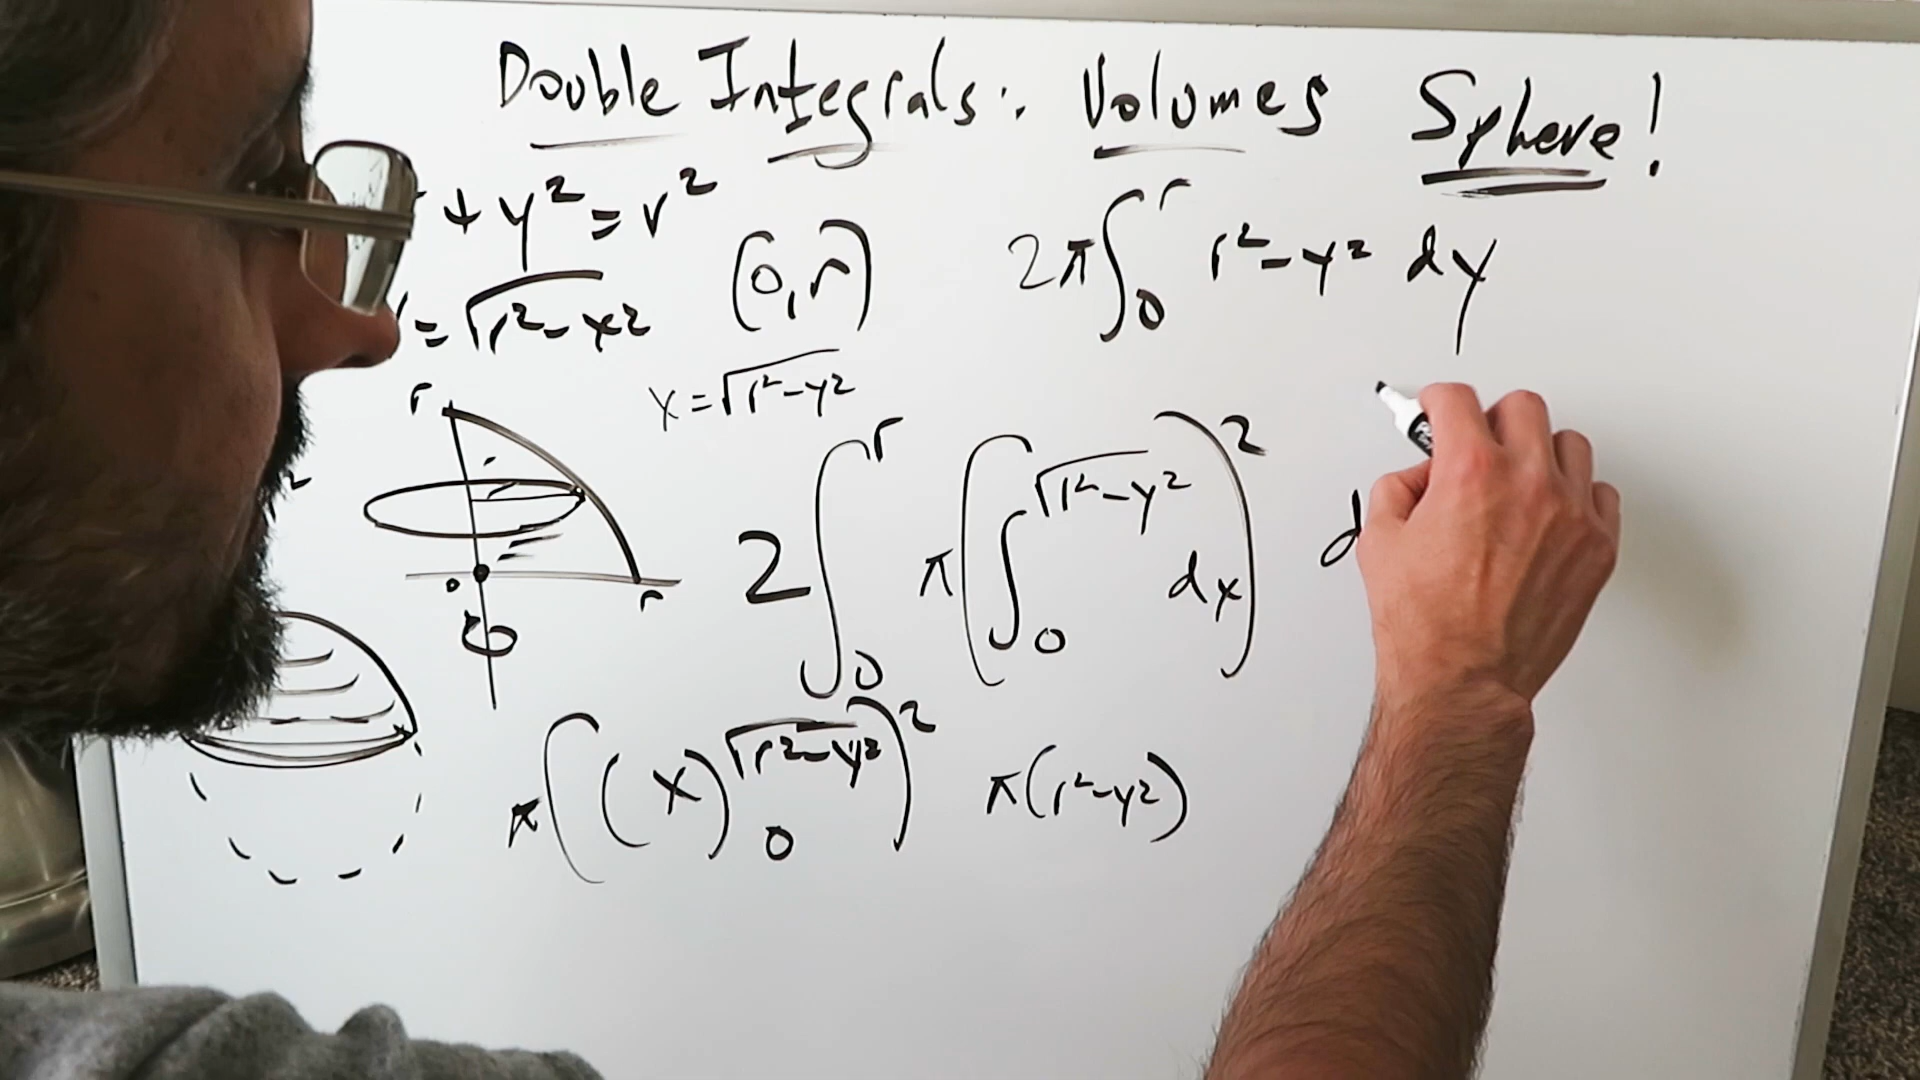 Double Integrals: Volumes Sphere!
+ y² = r²
(0,r)
2π∫₀ʳ r²-y² dy
= √(r²-x²)
x = √(r²-y²)
r
2∫₀ʳ π(∫₀^√(r²-y²) dx)² d
0
r
π((x)₀^√(r²-y²))² π(r²-y²)